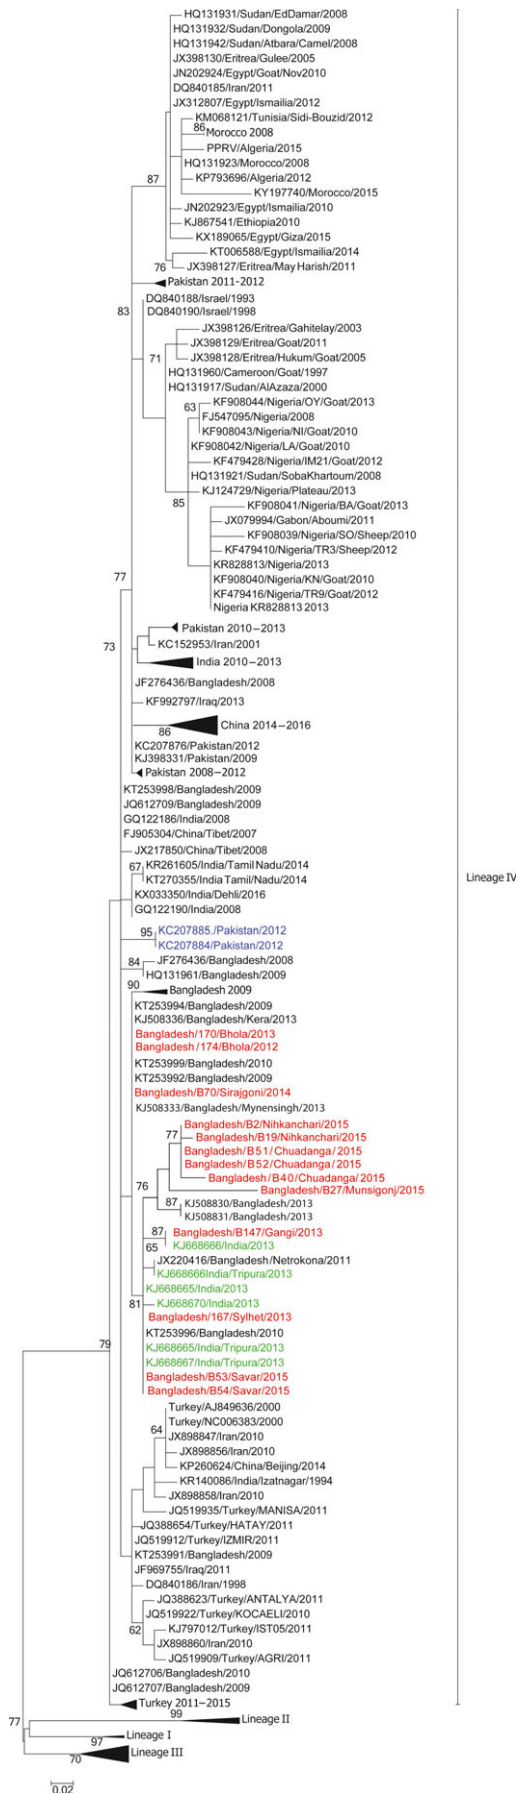 HQ131931/Sudan/EdDamar/2008
HQ131932/Sudan/Dongola/2009
HQ131942/Sudan/Atbara/Camel/2008
JX398130/Eritrea/Gulee/2005
JN202924/Egypt/Goat/Nov2010
DQ840185/Iran/2011
JX312807/Egypt/Ismailia/2012
KM068121/Tunisia/Sidi-Bouzid/2012
86
Morocco 2008
PPRV/Algeria/2015
HQ131923/Morocco/2008
87
KP793696/Algeria/2012
KY197740/Morocco/2015
JN202923/Egypt/Ismailia/2010
KJ867541/Ethiopia2010
KX189065/Egypt/Giza/2015
KT006588/Egypt/Ismailia/2014
76
JX398127/Eritrea/May Harish/2011
Pakistan 2011–2012
DQ840188/Israel/1993
83
DQ840190/Israel/1998
JX398126/Eritrea/Gahitelay/2003
JX398129/Eritrea/Goat/2011
71
JX398128/Eritrea/Hukum/Goat/2005
HQ131960/Cameroon/Goat/1997
HQ131917/Sudan/AlAzaza/2000
KF908044/Nigeria/OY/Goat/2013
63
FJ547095/Nigeria/2008
KF908043/Nigeria/NI/Goat/2010
KF908042/Nigeria/LA/Goat/2010
KF479428/Nigeria/IM21/Goat/2012
HQ131921/Sudan/SobaKhartoum/2008
KJ124729/Nigeria/Plateau/2013
85
KF908041/Nigeria/BA/Goat/2013
JX079994/Gabon/Aboumi/2011
KF908039/Nigeria/SO/Sheep/2010
KF479410/Nigeria/TR3/Sheep/2012
KR828813/Nigeria/2013
77
KF908040/Nigeria/KN/Goat/2010
KF479416/Nigeria/TR9/Goat/2012
Nigeria KR828813 2013
Pakistan 2010–2013
73
KC152953/Iran/2001
India 2010–2013
JF276436/Bangladesh/2008
KF992797/Iraq/2013
China 2014–2016
86
KC207876/Pakistan/2012
KJ398331/Pakistan/2009
Pakistan 2008–2012
KT253998/Bangladesh/2009
JQ612709/Bangladesh/2009
GQ122186/India/2008
FJ905304/China/Tibet/2007
JX217850/China/Tibet/2008
67
KR261605/India/Tamil Nadu/2014
KT270355/India Tamil/Nadu/2014
Lineage IV
KX033350/India/Dehli/2016
GQ122190/India/2008
95
KC207885./Pakistan/2012
KC207884/Pakistan/2012
84
JF276436/Bangladesh/2008
HQ131961/Bangladesh/2009
90
Bangladesh 2009
KT253994/Bangladesh/2009
KJ508336/Bangladesh/Kera/2013
Bangladesh/170/Bhola/2013
Bangladesh /174/Bhola/2012
KT253999/Bangladesh/2010
KT253992/Bangladesh/2009
Bangladesh/B70/Sirajgoni/2014
KJ508333/Bangladesh/Mynensingh/2013
Bangladesh/B2/Nihkanchari/2015
77
Bangladesh/B19/Nihkanchari/2015
Bangladesh/B51/Chuadanga/2015
Bangladesh/B52/Chuadanga/2015
76
Bangladesh/B40/Chuadanga/2015
Bangladesh/B27/Munsigonj/2015
87
KJ508830/Bangladesh/2013
KJ508831/Bangladesh/2013
87
Bangladesh/B147/Gangi/2013
65
KJ668666/India/2013
JX220416/Bangladesh/Netrokona/2011
KJ668666India/Tripura/2013
KJ668665/India/2013
81
KJ668670/India/2013
Bangladesh/167/Sylhet/2013
KT253996/Bangladesh/2010
79
KJ668665/India/Tripura/2013
KJ668667/India/Tripura/2013
Bangladesh/B53/Savar/2015
Bangladesh/B54/Savar/2015
Turkey/AJ849636/2000
Turkey/NC006383/2000
64
JX898847/Iran/2010
JX898856/Iran/2010
KP260624/China/Beijing/2014
KR140086/India/Izatnagar/1994
JX898858/Iran/2010
JQ519935/Turkey/MANISA/2011
JQ388654/Turkey/HATAY/2011
JQ519912/Turkey/IZMIR/2011
KT253991/Bangladesh/2009
JF969755/Iraq/2011
DQ840186/Iran/1998
JQ388623/Turkey/ANTALYA/2011
JQ519922/Turkey/KOCAELI/2010
62
KJ797012/Turkey/IST05/2011
JX898860/Iran/2010
JQ519909/Turkey/AGRI/2011
JQ612706/Bangladesh/2010
JQ612707/Bangladesh/2009
Turkey 2011–2015
77
99
Lineage II
97
Lineage I
70
Lineage III
0.02